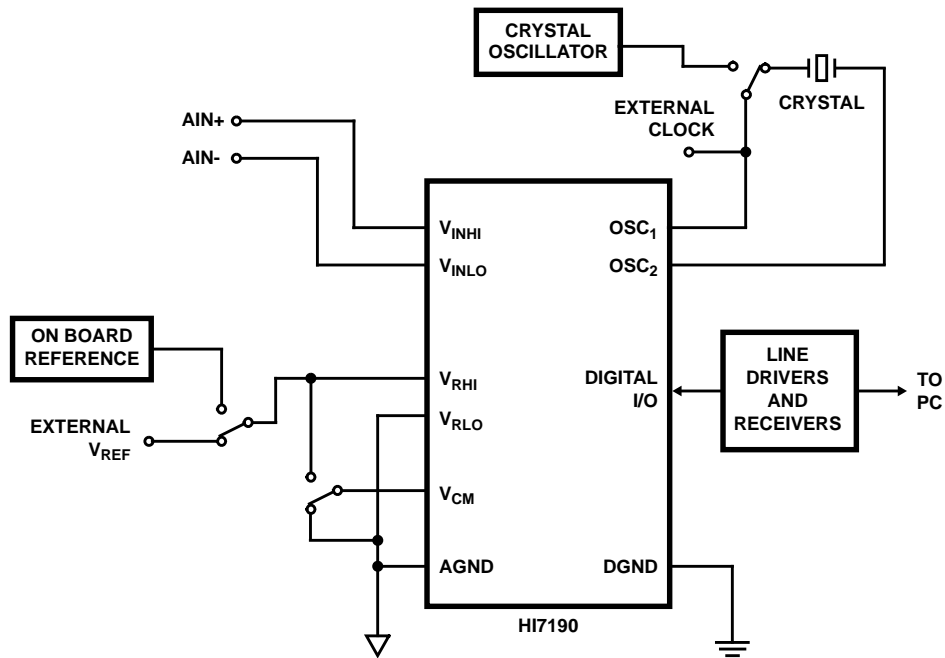 CRYSTAL
OSCILLATOR
CRYSTAL
EXTERNAL
CLOCK
AIN+
AIN-
VINHI
VINLO
OSC1
OSC2
ON BOARD
REFERENCE
EXTERNAL
VREF
VRHI
VRLO
VCM
AGND
DIGITAL
I/O
DGND
LINE
DRIVERS
AND
RECEIVERS
TO
PC
HI7190